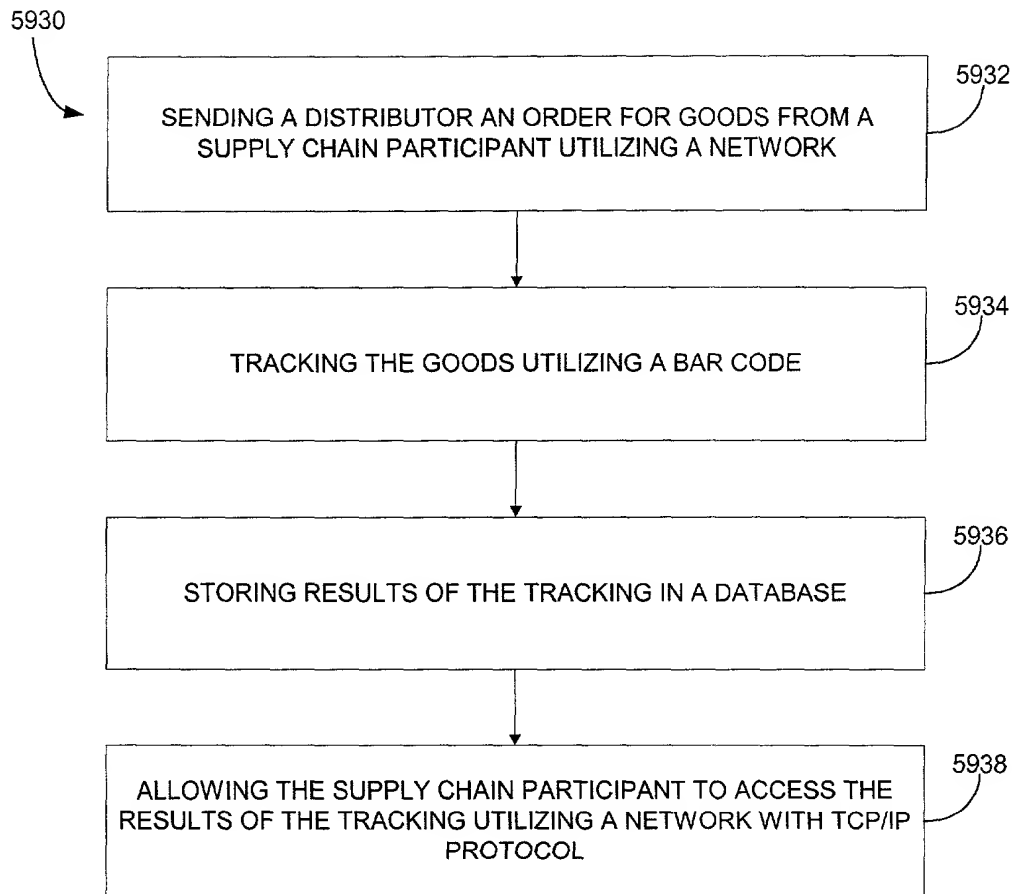 5930
5932
SENDING A DISTRIBUTOR AN ORDER FOR GOODS FROM A
SUPPLY CHAIN PARTICIPANT UTILIZING A NETWORK
5934
TRACKING THE GOODS UTILIZING A BAR CODE
5936
STORING RESULTS OF THE TRACKING IN A DATABASE
5938
ALLOWING THE SUPPLY CHAIN PARTICIPANT TO ACCESS THE
RESULTS OF THE TRACKING UTILIZING A NETWORK WITH TCP/IP
PROTOCOL